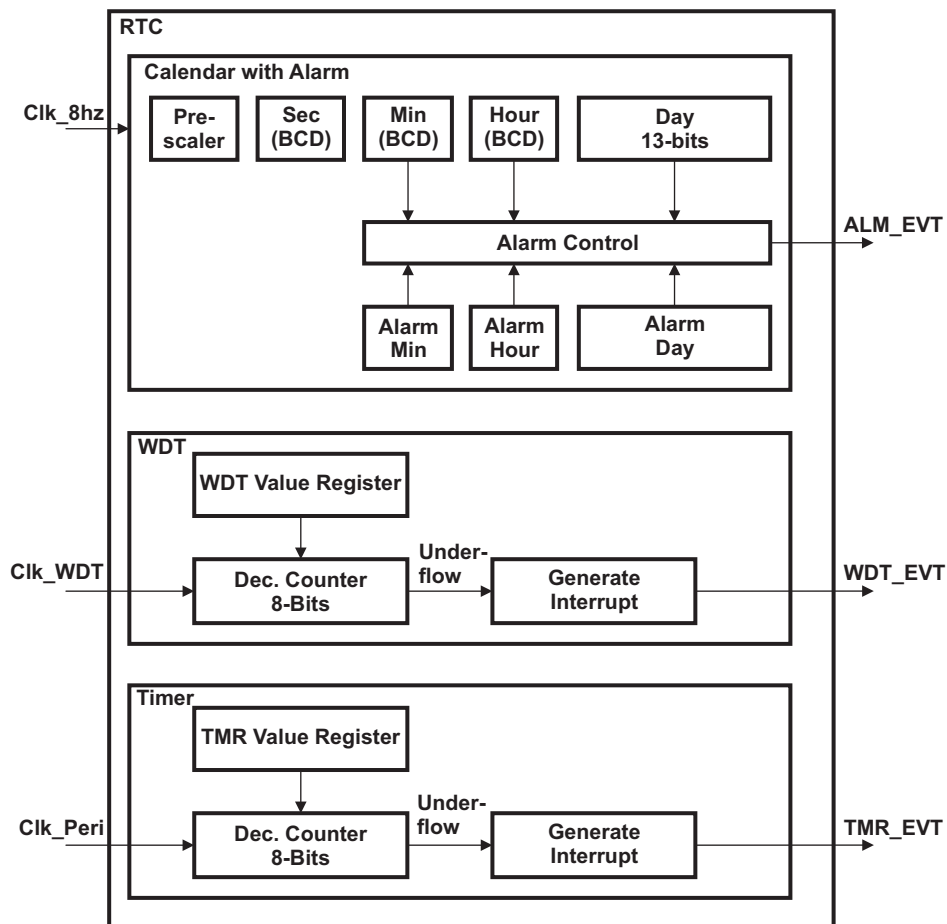 RTC
Calendar with Alarm
Clk_8hz
Pre-
scaler
Sec
(BCD)
Min
(BCD)
Hour
(BCD)
Day
13-bits
Alarm Control
ALM_EVT
Alarm
Min
Alarm
Hour
Alarm
Day
WDT
WDT Value Register
Clk_WDT
Dec. Counter
8-Bits
Under-
flow
Generate
Interrupt
WDT_EVT
Timer
TMR Value Register
Clk_Peri
Dec. Counter
8-Bits
Under-
flow
Generate
Interrupt
TMR_EVT